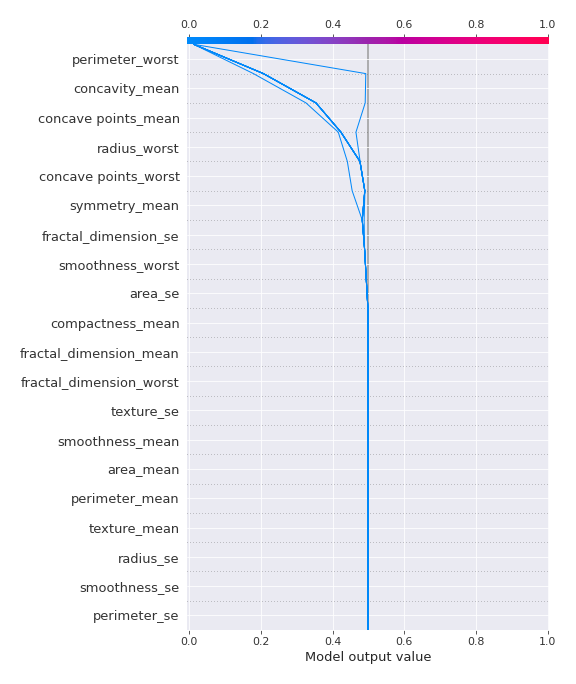 0.0 0.2 0.4 0.6 0.8 1.0
perimeter_worst
concavity_mean
concave points_mean
radius_worst
concave points_worst
symmetry_mean
fractal_dimension_se
smoothness_worst
area_se
compactness_mean
fractal_dimension_mean
fractal_dimension_worst
texture_se
smoothness_mean
area_mean
perimeter_mean
texture_mean
radius_se
smoothness_se
perimeter_se
0.0 0.2 0.4 0.6 0.8 1.0
Model output value